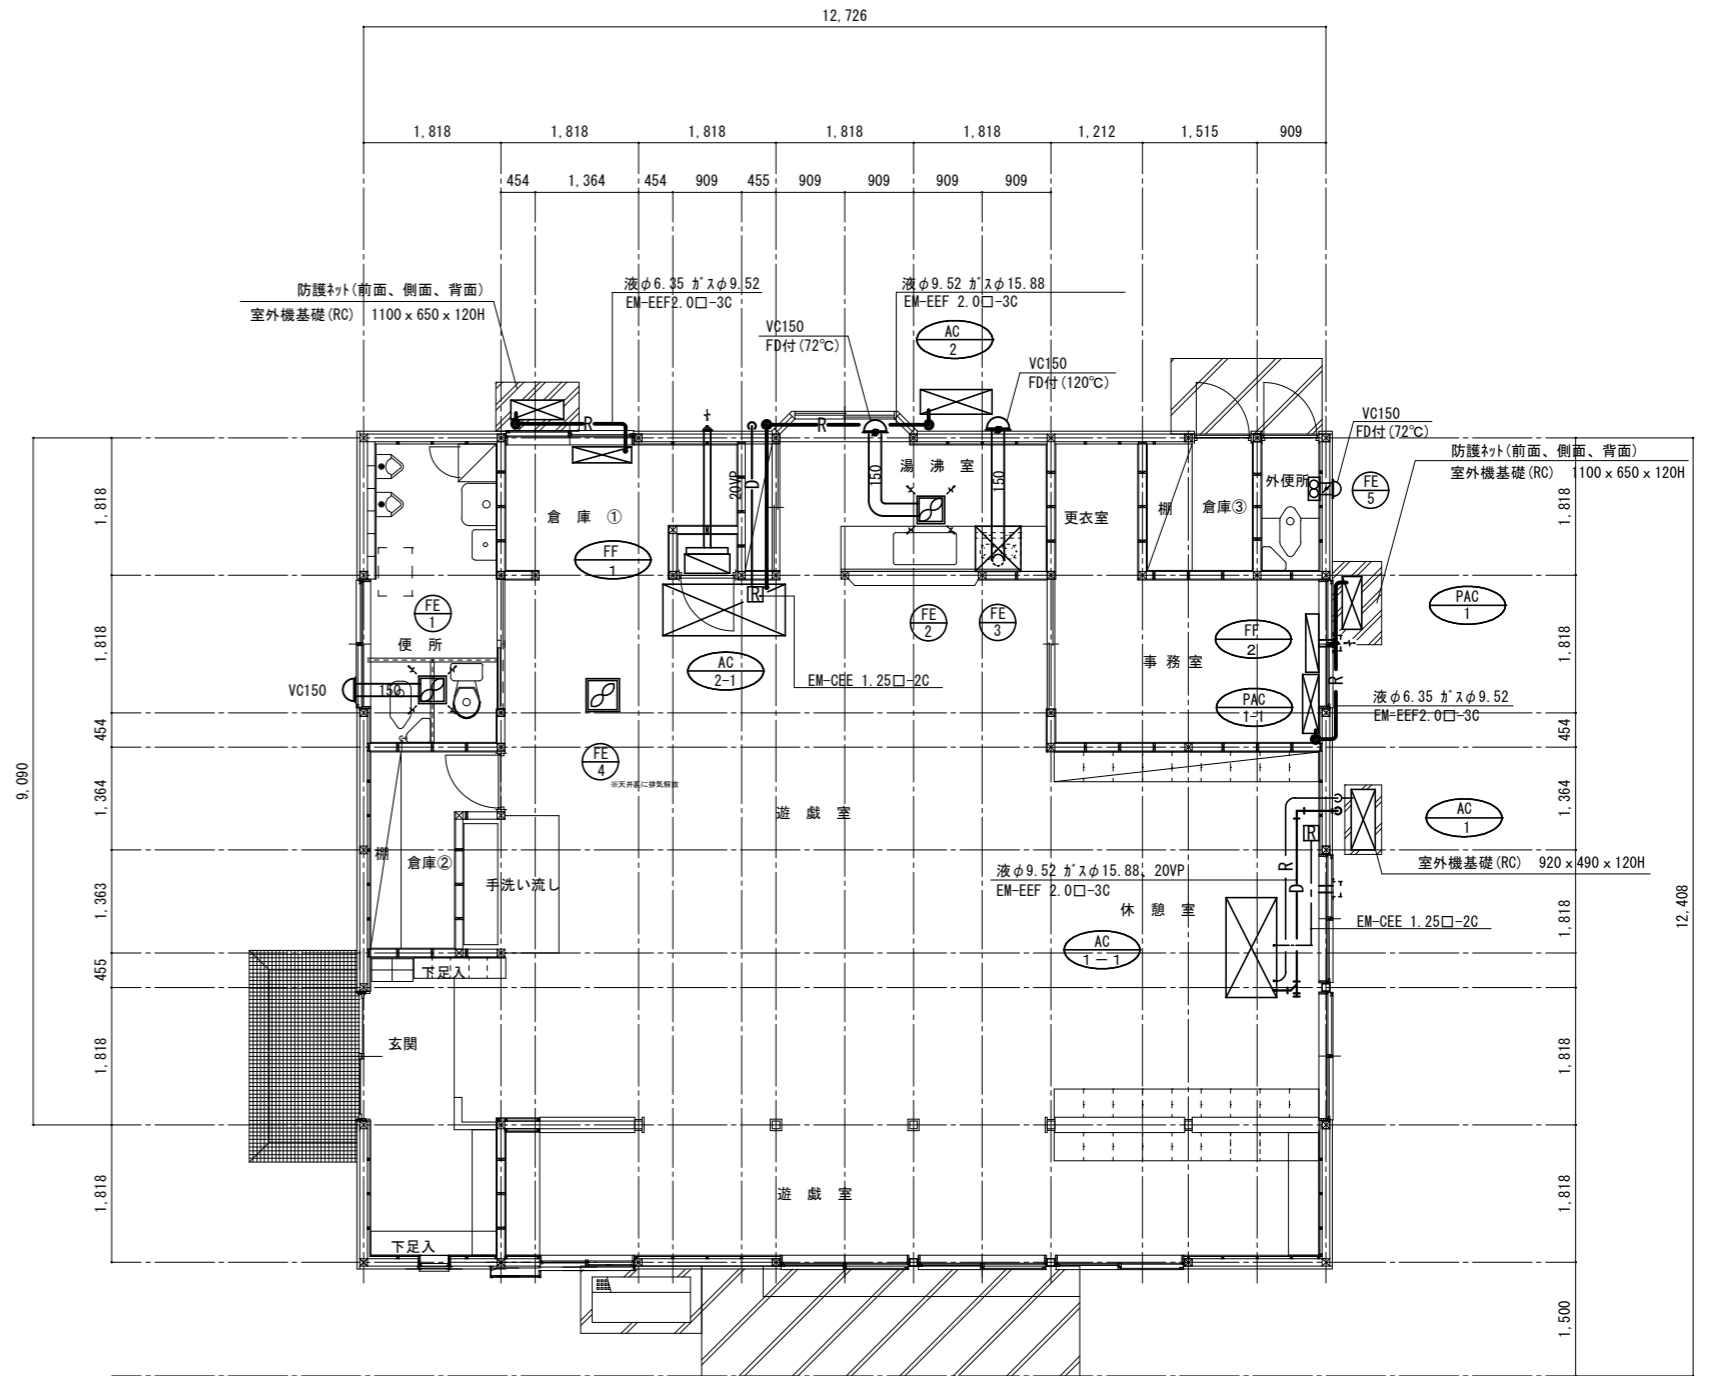 12,726
1,818
1,818
1,818
1,818
1,818
1,212
1,515
909
454
1,364
454
909
455
909
909
909
909
防護ネット(前面、側面、背面)
室外機基礎(RC) 1100 x 650 x 120H
液φ6.35 ガスφ9.52
EM-EEF2.0□-3C
液φ9.52 ガスφ15.88
EM-EEF 2.0□-3C
VC150
FD付(72℃)
AC
2
VC150
FD付(120℃)
VC150
FD付(72℃)
防護ネット(前面、側面、背面)
室外機基礎(RC) 1100 x 650 x 120H
R
R
20VP
D
150
150
湯 沸 室
倉 庫 ①
更衣室
棚
倉庫③
外便所
FE
5
FF
1
R
FE
1
便 所
FE
2
FE
3
FF
2
事 務 室
PAC
1
AC
2-1
EM-CEE 1.25□-2C
VC150
150
PAC
1-1
R
液φ6.35 ガスφ9.52
EM-EEF2.0□-3C
FE
4
※天井裏に排気解放
遊 戯 室
AC
1
R
室外機基礎(RC) 920 x 490 x 120H
棚
倉庫②
手洗い流し
液φ9.52 ガスφ15.88、20VP
EM-EEF 2.0□-3C
R
D
休 憩 室
EM-CEE 1.25□-2C
AC
1-1
下足入
玄関
遊 戯 室
下足入
9,090
1,818
1,818
454
1,364
1,363
455
1,818
1,818
1,818
1,818
454
1,364
1,818
1,818
1,818
1,500
12,408